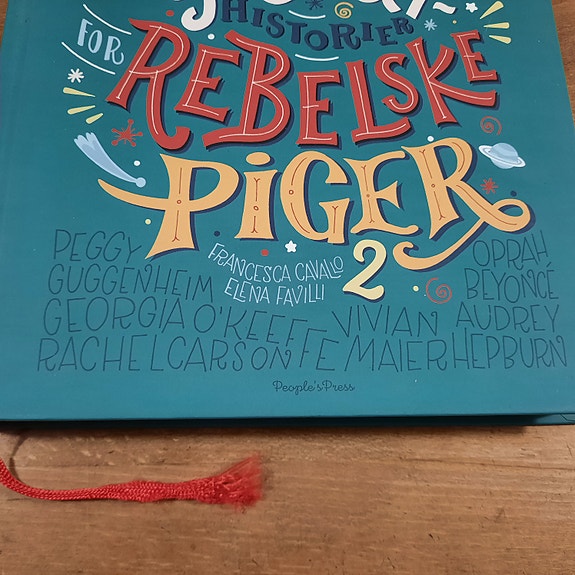 HISTORIER
FOR
REBELSKE
PIGER
2
FRANCESCA CAVALLO
ELENA FAVILLI
PEGGY
GUGGENHEIM
GEORGIA O'KEEFFE
RACHEL CARSON
VIVIAN
MAIER
OPRAH
BEYONCÉ
AUDREY
HEPBURN
People'sPress